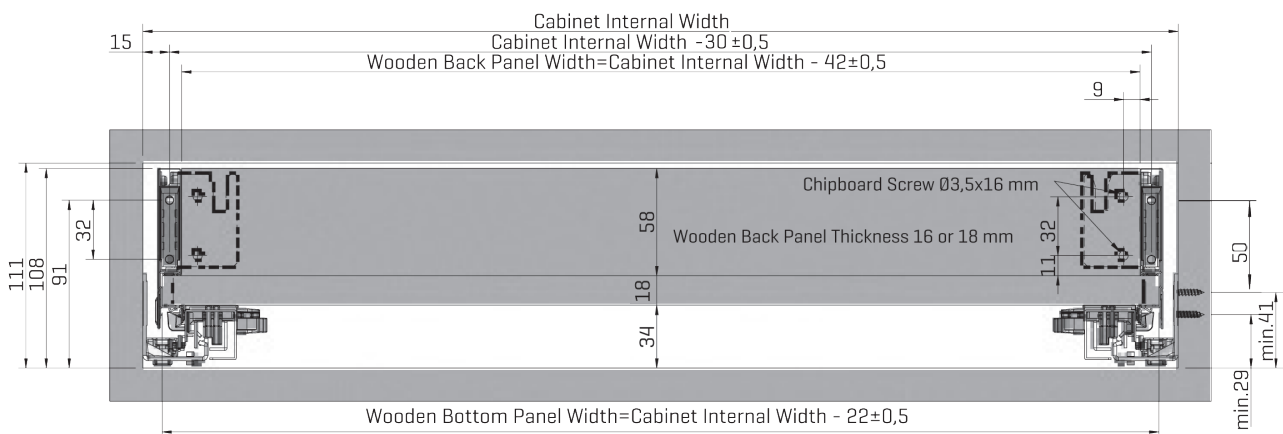 Cabinet Internal Width
15
Cabinet Internal Width -30±0,5
Wooden Back Panel Width=Cabinet Internal Width - 42±0,5
9
Chipboard Screw Ø3,5x16 mm
Wooden Back Panel Thickness 16 or 18 mm
111
108
91
32
58
18
34
32
11
50
min.41
min.29
Wooden Bottom Panel Width=Cabinet Internal Width - 22±0,5